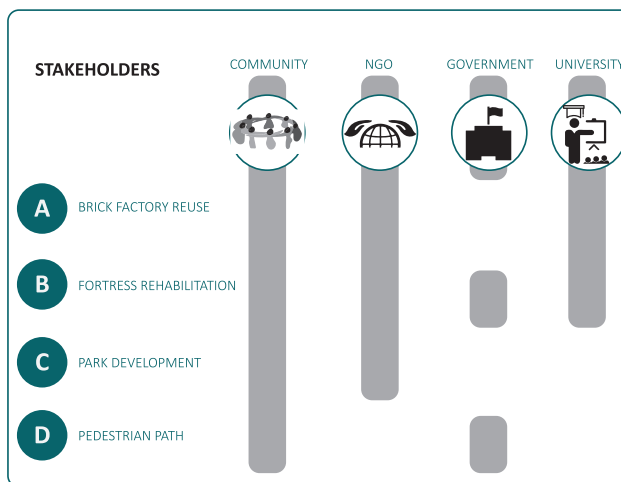 STAKEHOLDERS
COMMUNITY
NGO
GOVERNMENT
UNIVERSITY
A
BRICK FACTORY REUSE
B
FORTRESS REHABILITATION
C
PARK DEVELOPMENT
D
PEDESTRIAN PATH